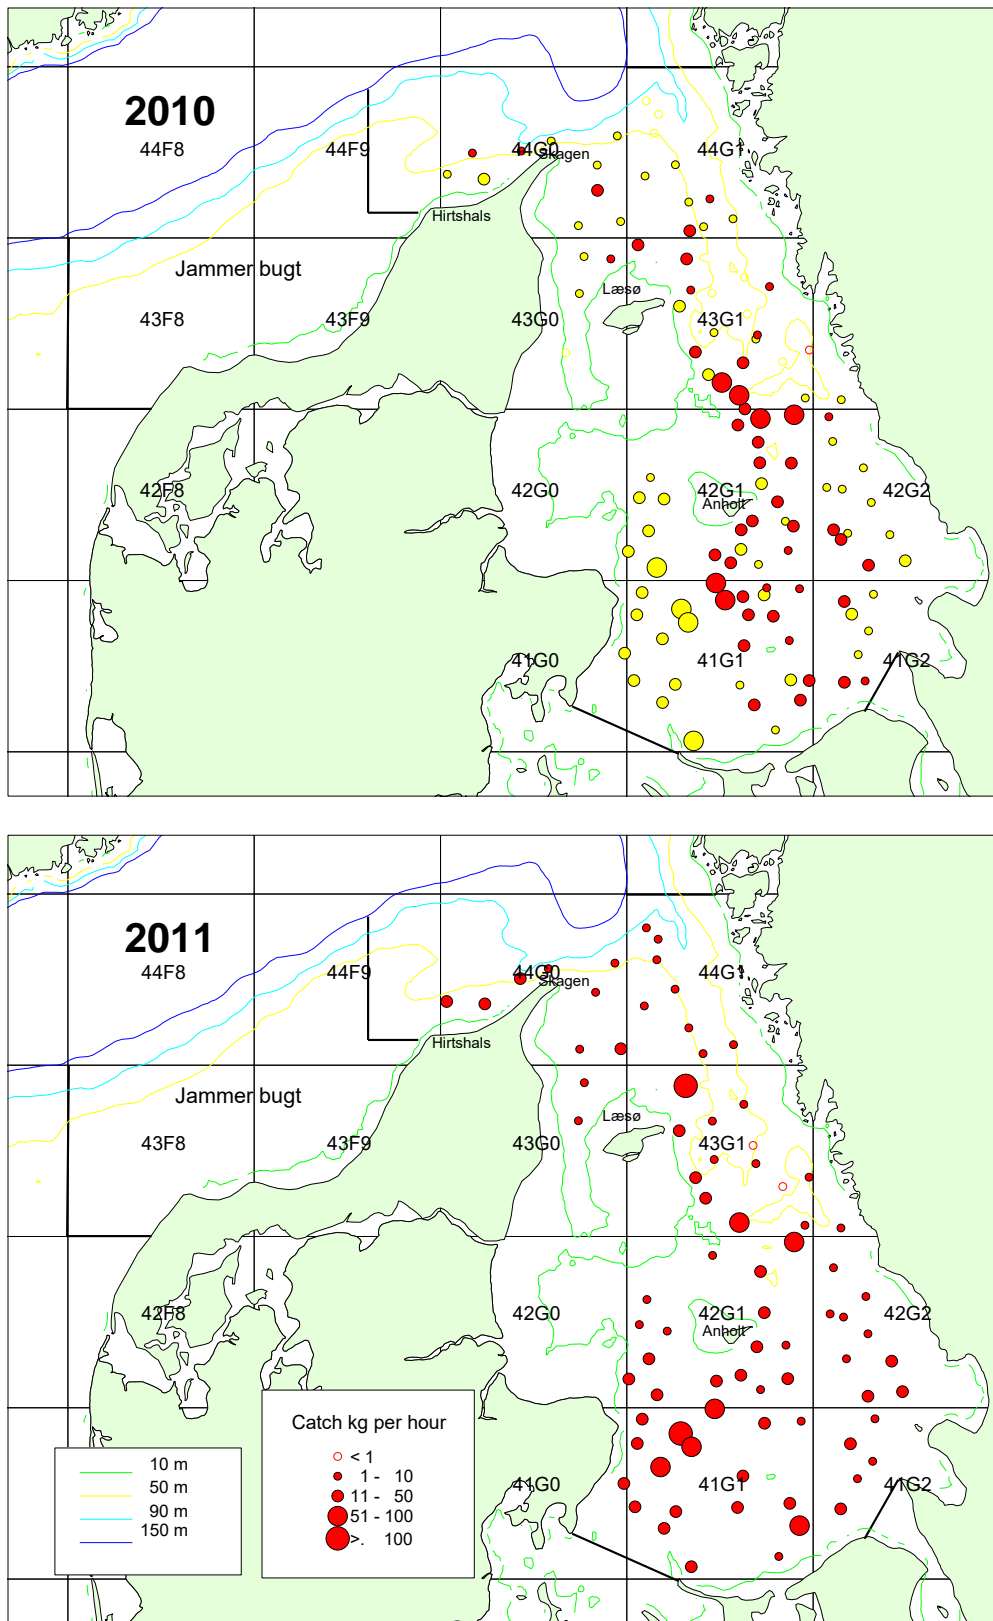 2010
44F8
44F9
44G0
Skagen
44G1
Hirtshals
Jammer bugt
Læsø
43F8
43F9
43G0
43G1
42F8
42G0
42G1
42G2
Anholt
41G0
41G1
41G2
2011
44F8
44F9
44G0
Skagen
44G1
Hirtshals
Jammer bugt
Læsø
43F8
43F9
43G0
43G1
42F8
42G0
42G1
42G2
Anholt
Catch kg per hour
< 1
1 - 10
11 - 50
51 - 100
>. 100
10 m
50 m
90 m
150 m
41G0
41G1
41G2